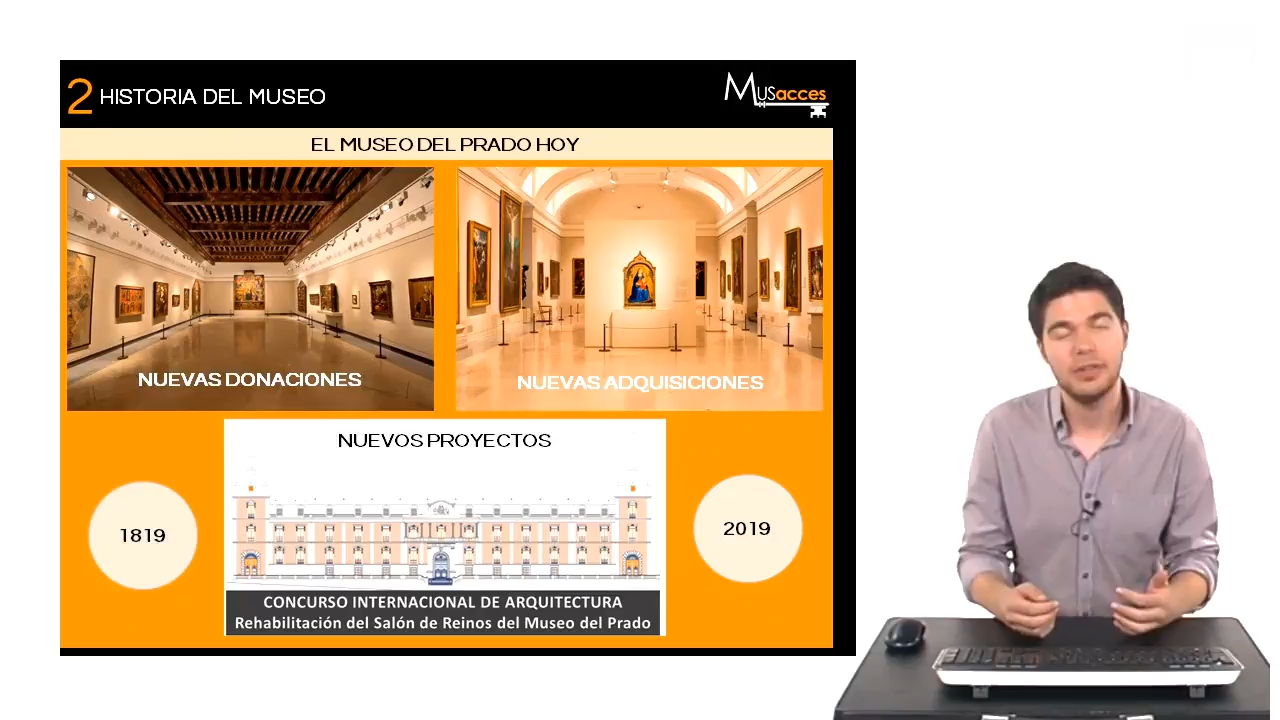 2 HISTORIA DEL MUSEO
MUSacces
EL MUSEO DEL PRADO HOY
NUEVAS DONACIONES
NUEVAS ADQUISICIONES
NUEVOS PROYECTOS
1819
2019
CONCURSO INTERNACIONAL DE ARQUITECTURA
Rehabilitación del Salón de Reinos del Museo del Prado